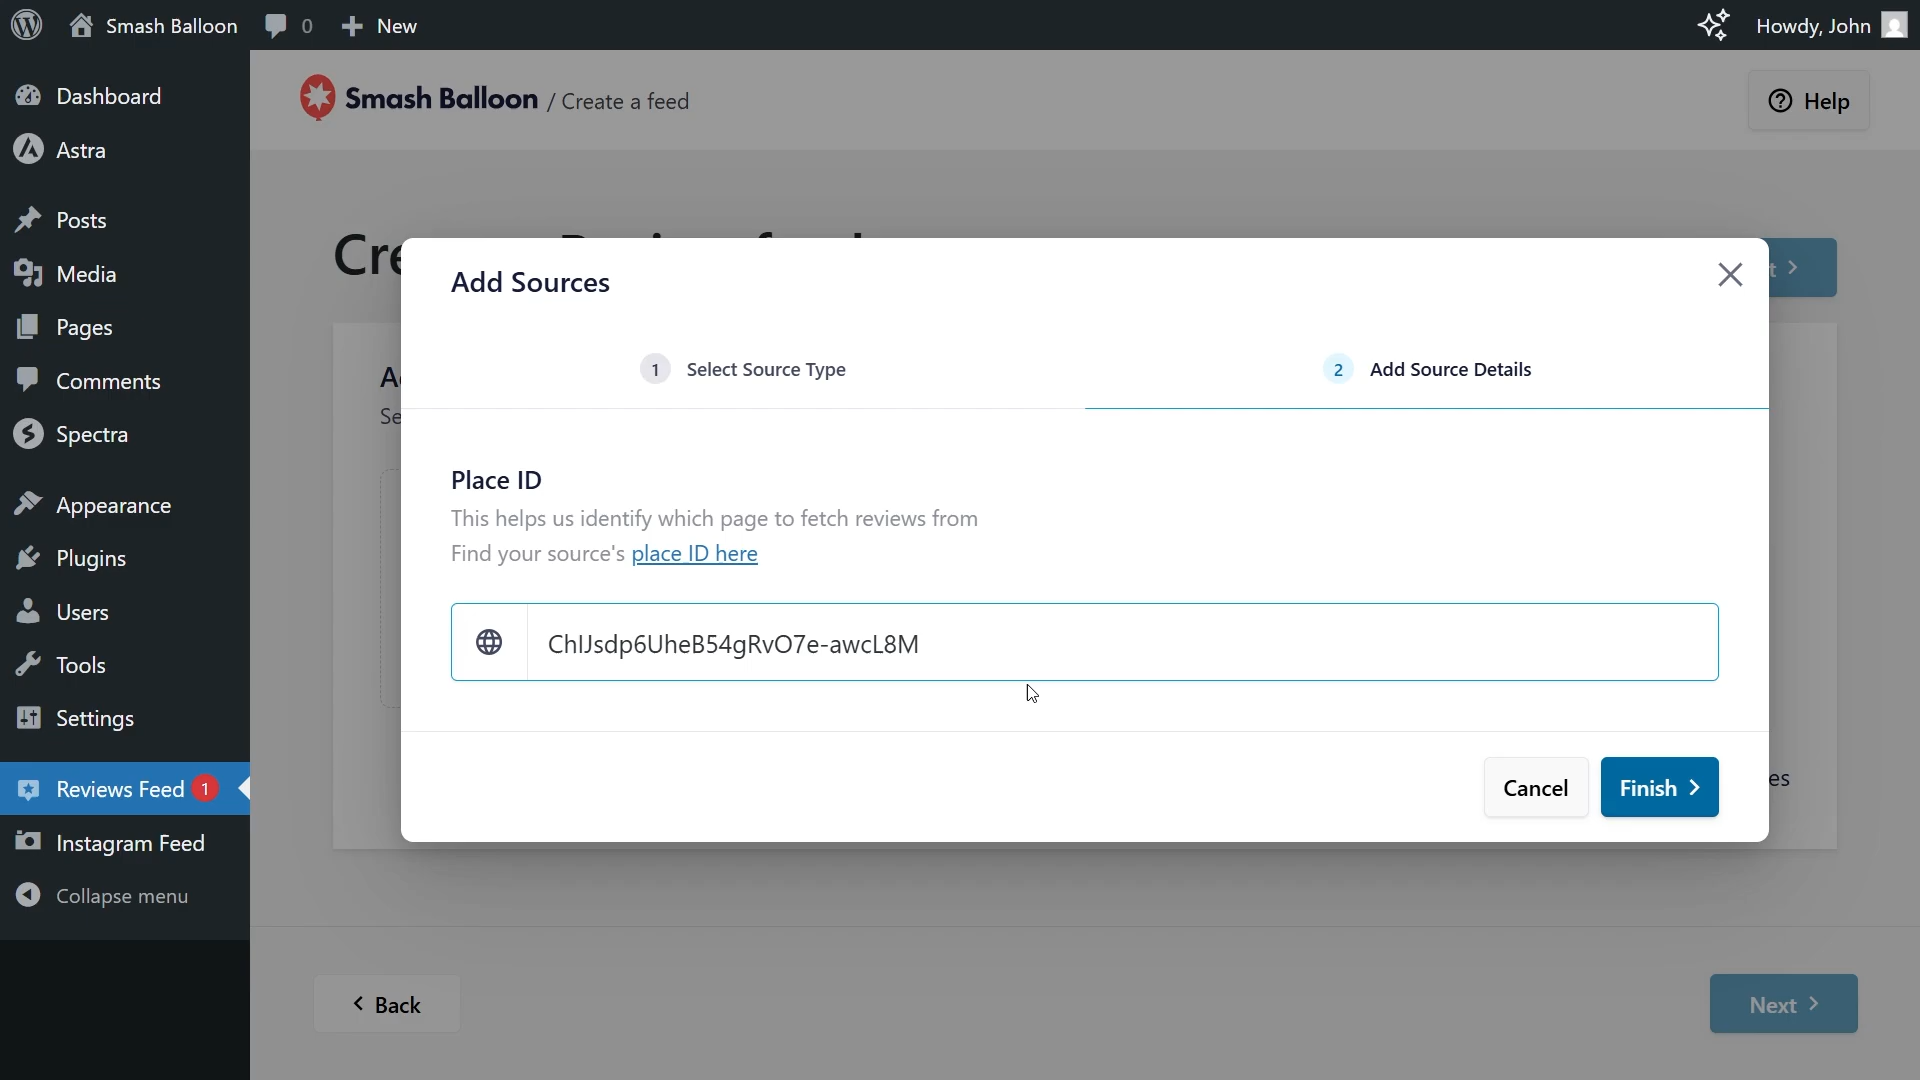 Smash Balloon 0 New Howdy, John
Dashboard
Astra
Posts
Media
Pages
Comments
Spectra
Appearance
Plugins
Users
Tools
Settings
Reviews Feed 1
Instagram Feed
Collapse menu
Smash Balloon / Create a feed
Help
Add Sources
1 Select Source Type
2 Add Source Details
Place ID
This helps us identify which page to fetch reviews from
Find your source's place ID here
ChIJsdp6UheB54gRvO7e-awcL8M
Cancel
Finish
Back
Next